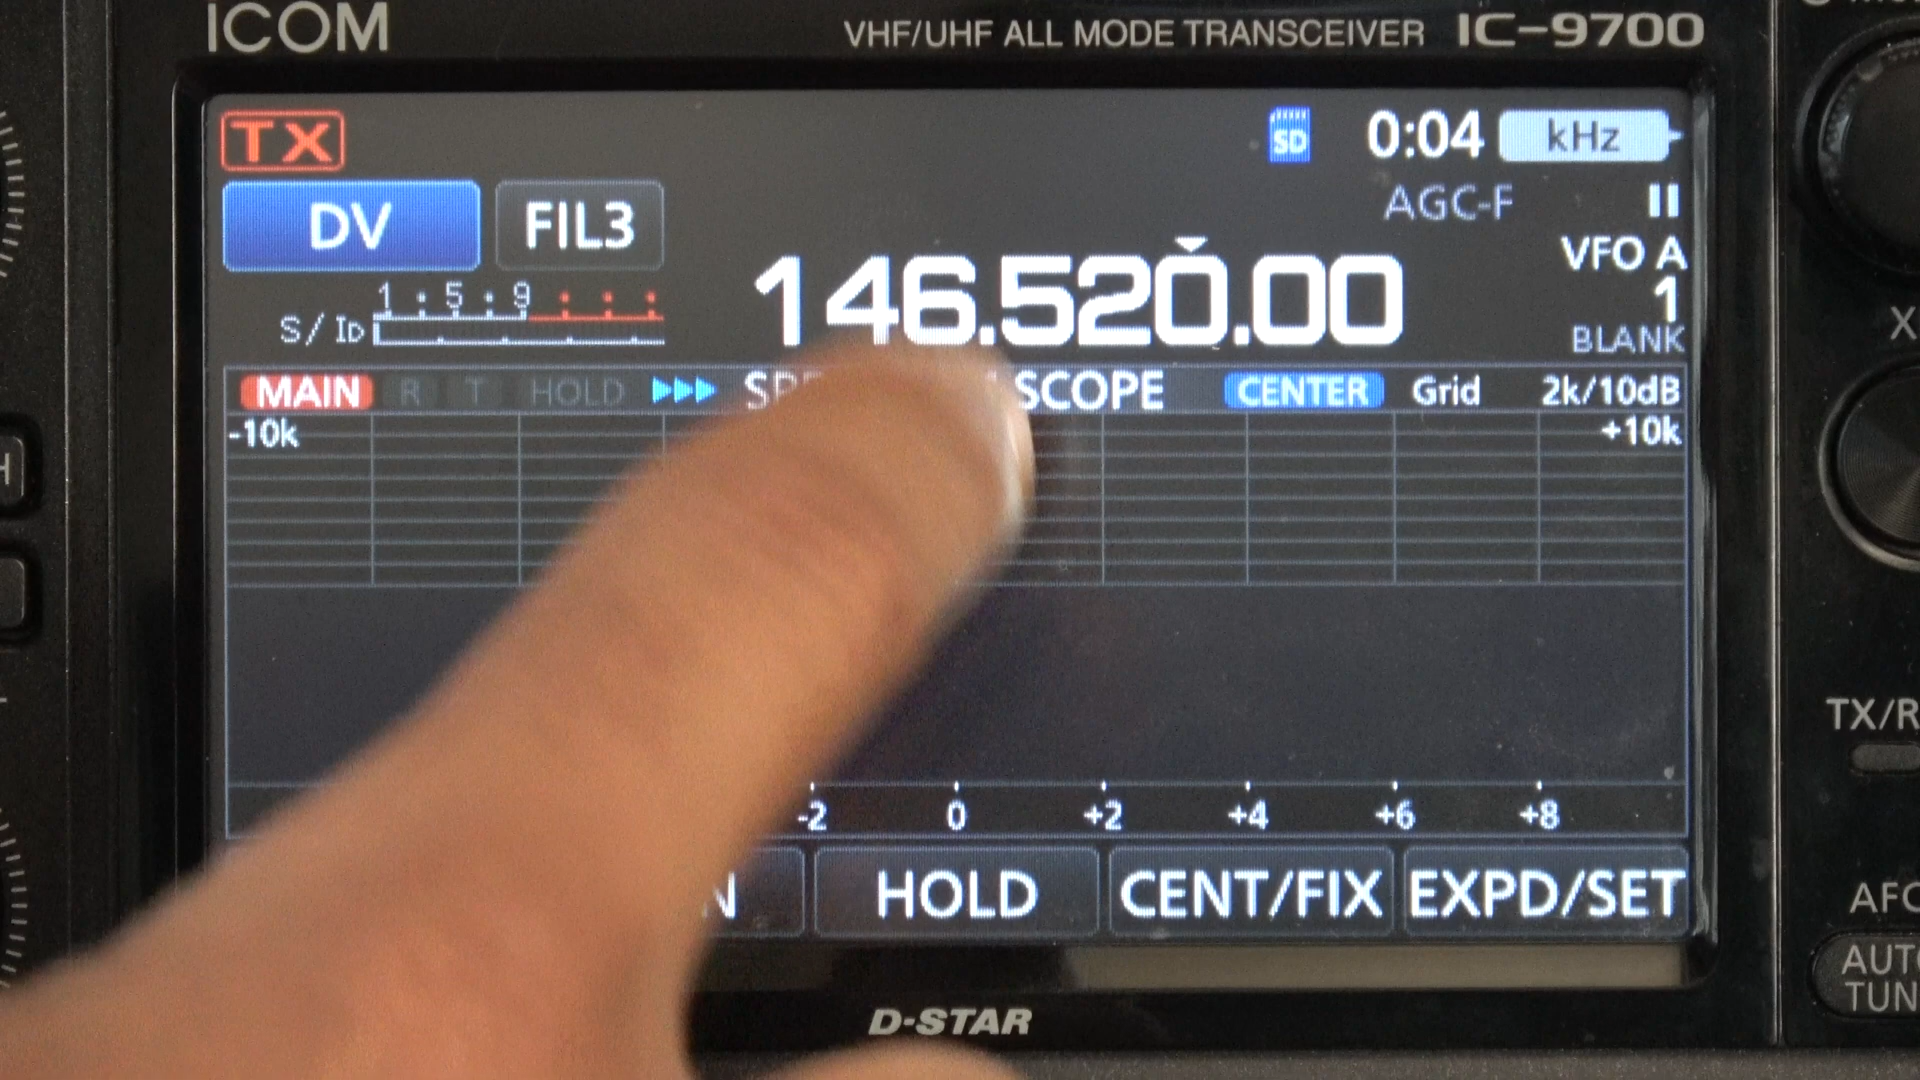 ICOM
VHF/UHF ALL MODE TRANSCEIVER IC-9700
TX
SD 0:04 kHz
DV FIL3
AGC-F
VFO A
1 5 9
146.520.00
1
S/ID
BLANK
MAIN R T HOLD SCOPE CENTER Grid 2k/10dB
-10k +10k
-2 0 +2 +4 +6 +8
HOLD CENT/FIX EXPD/SET
D-STAR
X
TX/R
AFC
AUTO
TUN
H